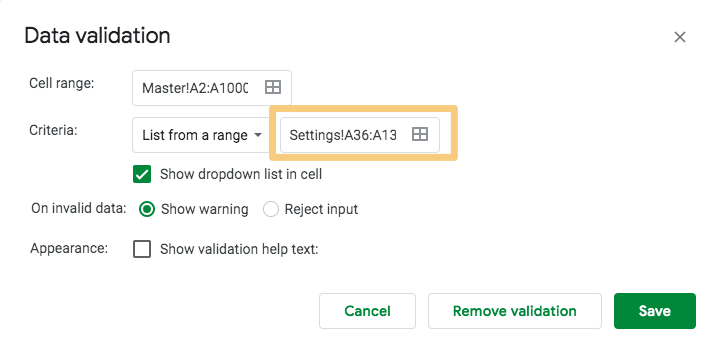 Data validation
Cell range: Master!A2:A1000
Criteria: List from a range Settings!A36:A13
Show dropdown list in cell
On invalid data: Show warning Reject input
Appearance: Show validation help text:
Cancel Remove validation Save